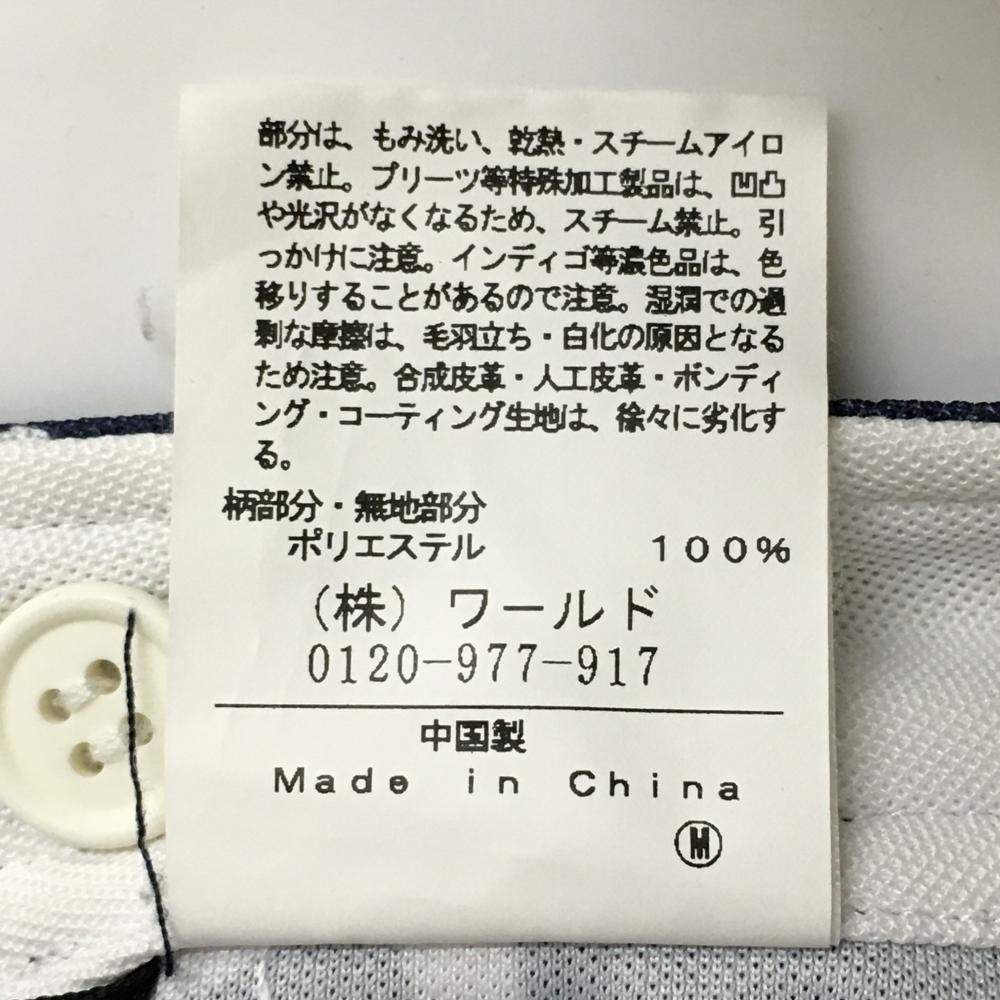 部分は、もみ洗い、乾熱・スチームアイロ
ン禁止。プリーツ等特殊加工製品は、凹凸
や光沢がなくなるため、スチーム禁止。引
っかけに注意。インディゴ等濃色品は、色
移りすることがあるので注意。湿潤での過
剰な摩擦は、毛羽立ち・白化の原因となる
ため注意。合成皮革・人工皮革・ボンディ
ング・コーティング生地は、徐々に劣化す
る。
柄部分・無地部分
ポリエステル 100%
(株) ワールド
0120-977-917
中国製
Made in China
Ⓜ